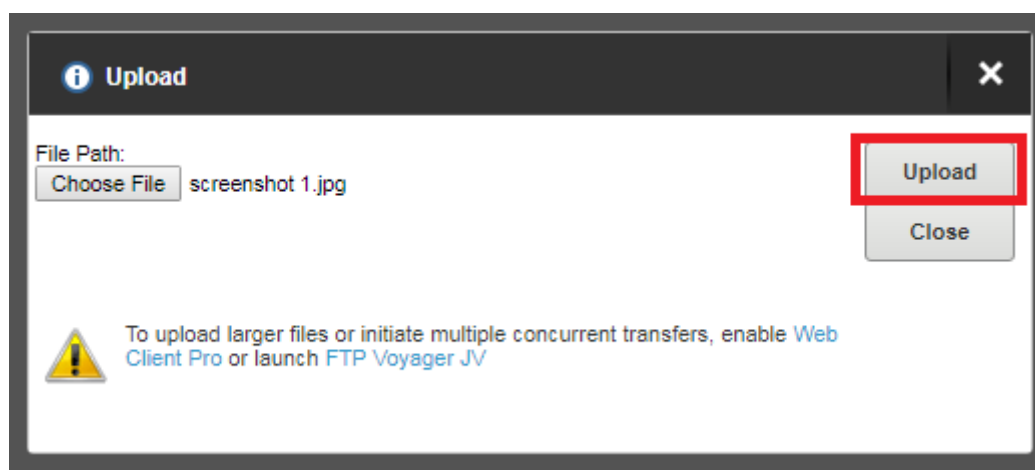 Upload
File Path:
Choose File screenshot 1.jpg
Upload
Close
To upload larger files or initiate multiple concurrent transfers, enable Web
Client Pro or launch FTP Voyager JV